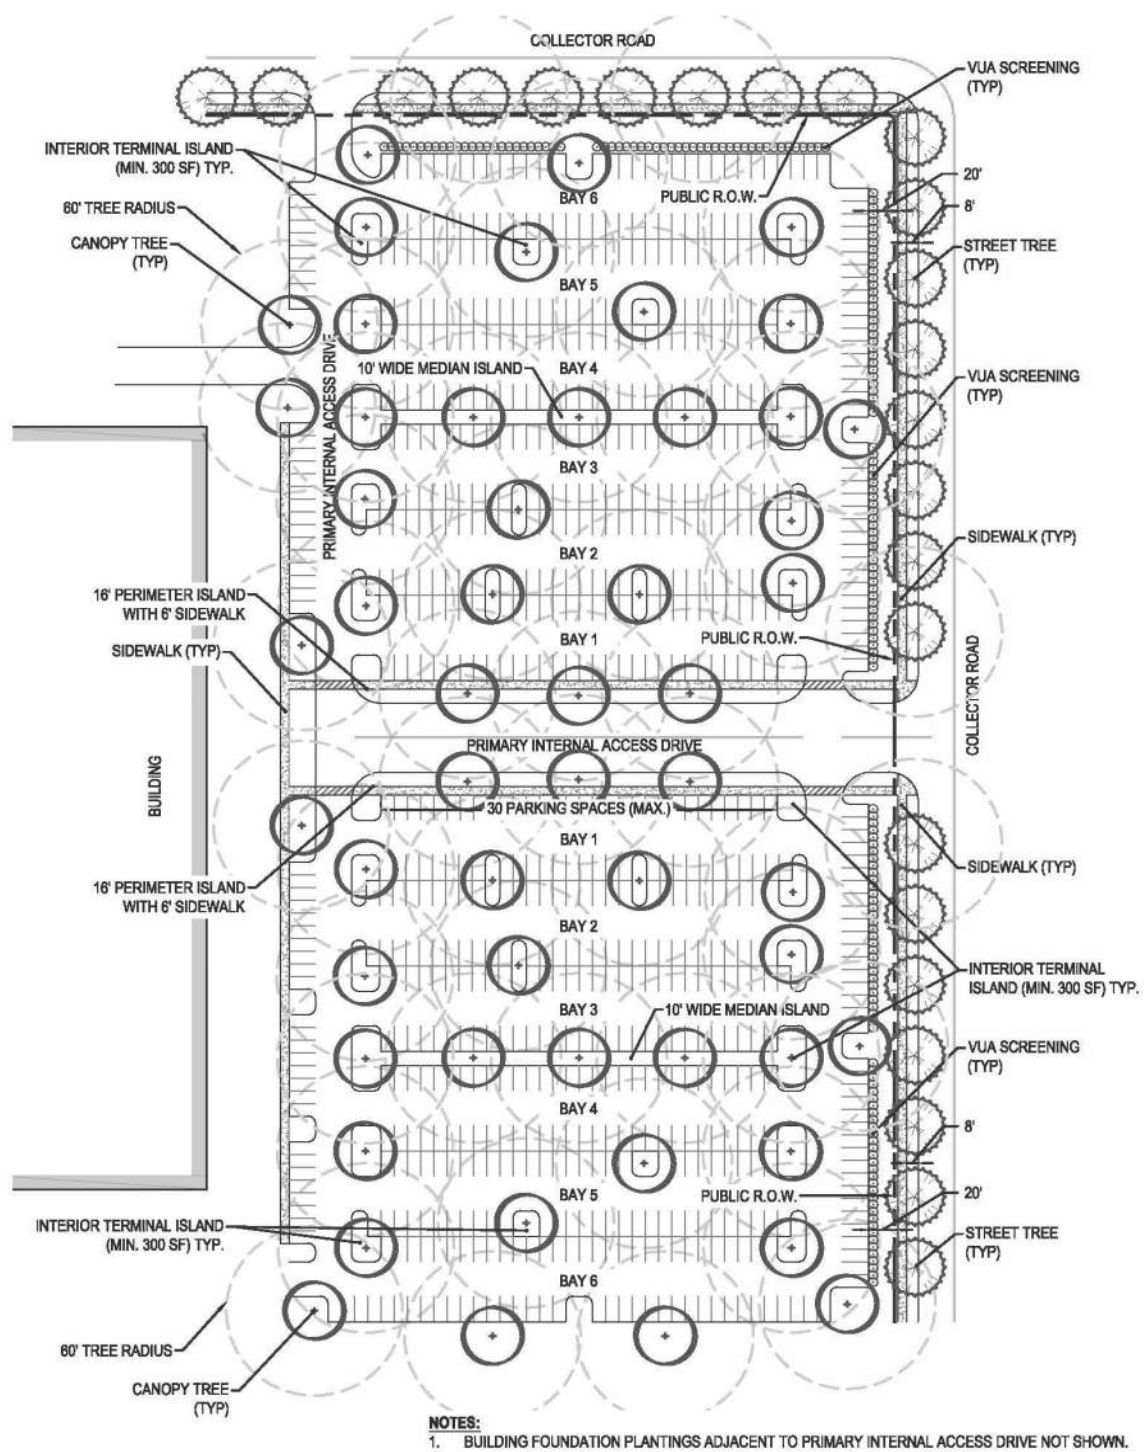 COLLECTOR ROAD
VUA SCREENING
(TYP)
INTERIOR TERMINAL ISLAND
(MIN. 300 SF) TYP.
20'
BAY 6
PUBLIC R.O.W.
8'
60' TREE RADIUS
CANOPY TREE
(TYP)
STREET TREE
(TYP)
BAY 5
PRIMARY INTERNAL ACCESS DRIVE
10' WIDE MEDIAN ISLAND
BAY 4
VUA SCREENING
(TYP)
BAY 3
SIDEWALK (TYP)
BAY 2
16' PERIMETER ISLAND
WITH 6' SIDEWALK
SIDEWALK (TYP)
BAY 1
PUBLIC R.O.W.
COLLECTOR ROAD
PRIMARY INTERNAL ACCESS DRIVE
BUILDING
30 PARKING SPACES (MAX.)
BAY 1
SIDEWALK (TYP)
16' PERIMETER ISLAND
WITH 6' SIDEWALK
BAY 2
INTERIOR TERMINAL
ISLAND (MIN. 300 SF) TYP.
BAY 3
10' WIDE MEDIAN ISLAND
VUA SCREENING
(TYP)
BAY 4
8'
BAY 5
PUBLIC R.O.W.
20'
INTERIOR TERMINAL ISLAND
(MIN. 300 SF) TYP.
STREET TREE
(TYP)
BAY 6
60' TREE RADIUS
CANOPY TREE
(TYP)
NOTES:
1. BUILDING FOUNDATION PLANTINGS ADJACENT TO PRIMARY INTERNAL ACCESS DRIVE NOT SHOWN.